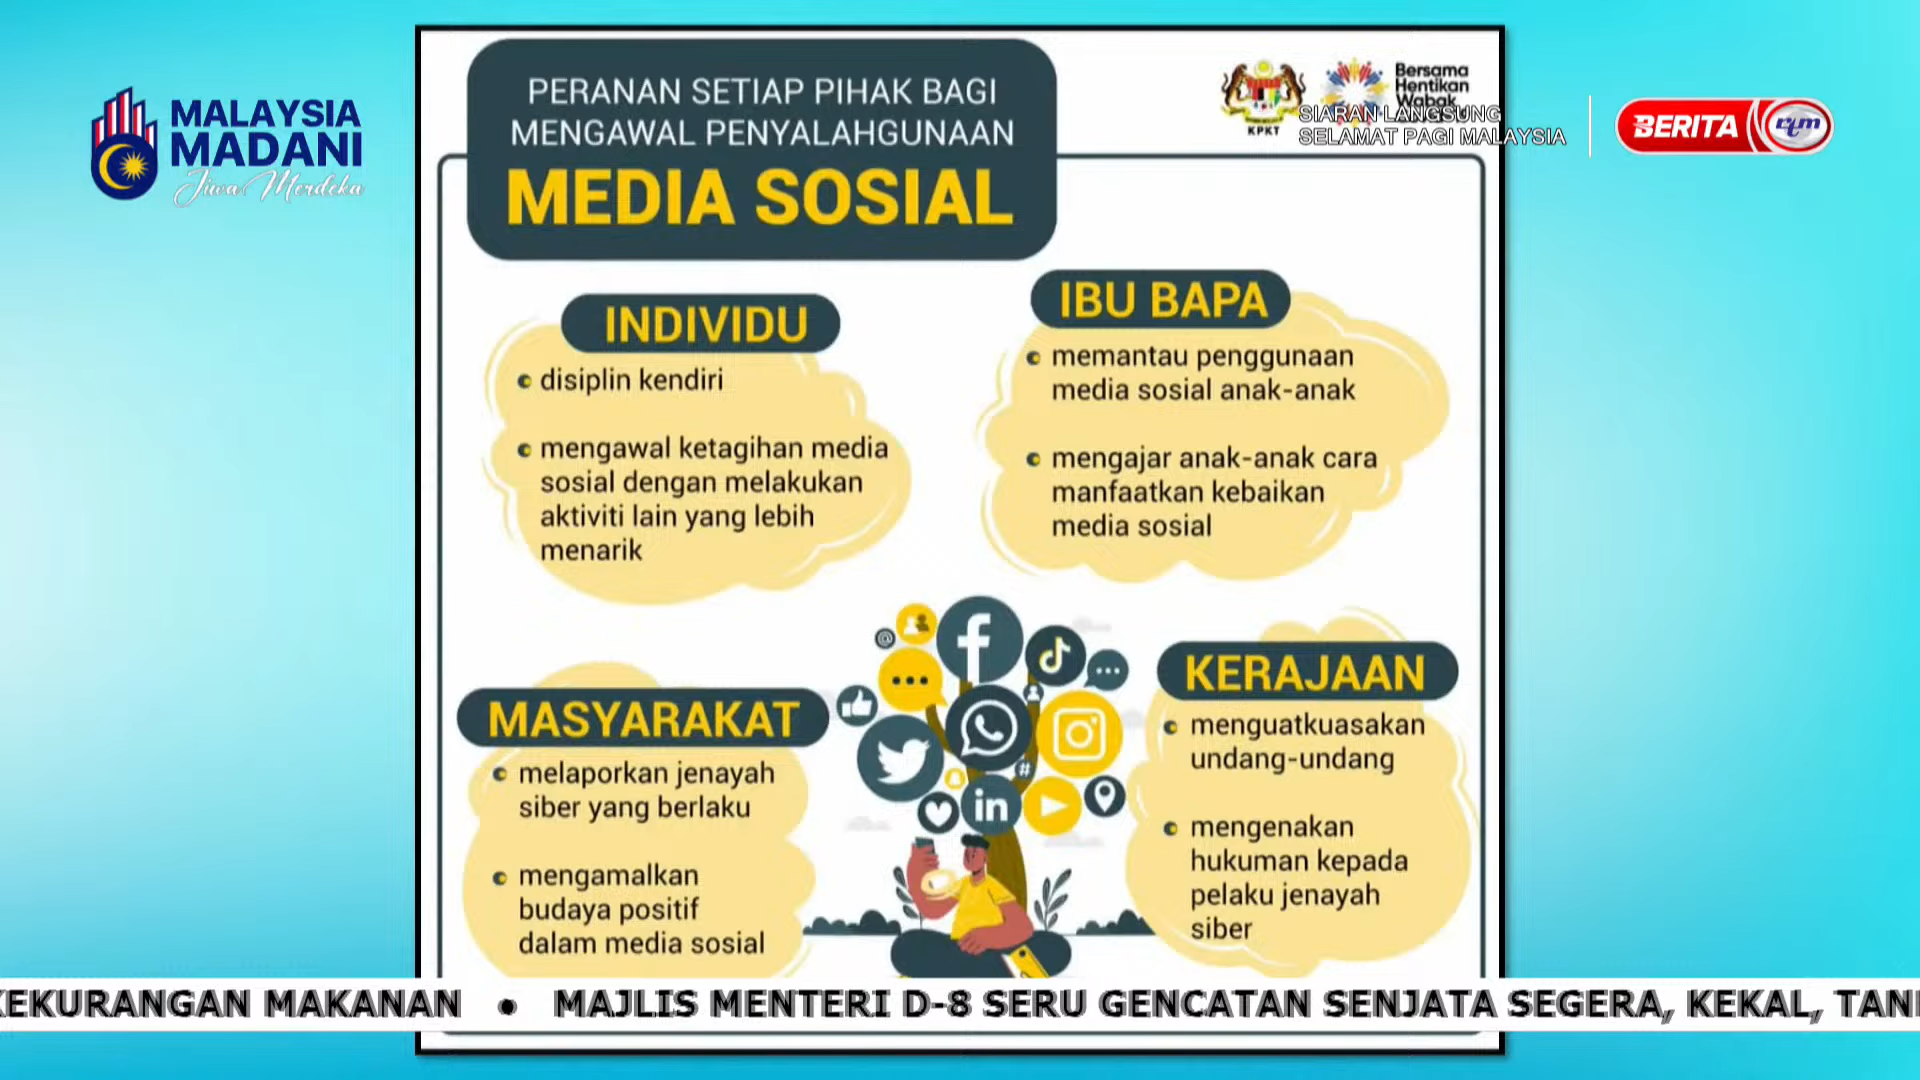 MALAYSIA
MADANI
Jiwa Merdeka
PERANAN SETIAP PIHAK BAGI
MENGAWAL PENYALAHGUNAAN
MEDIA SOSIAL
KPKT
Bersama
Hentikan
Wabak
SIARAN LANGSUNG
SELAMAT PAGI MALAYSIA
BERITA rtm
INDIVIDU
disiplin kendiri
mengawal ketagihan media
sosial dengan melakukan
aktiviti lain yang lebih
menarik
IBU BAPA
memantau penggunaan
media sosial anak-anak
mengajar anak-anak cara
manfaatkan kebaikan
media sosial
MASYARAKAT
melaporkan jenayah
siber yang berlaku
mengamalkan
budaya positif
dalam media sosial
KERAJAAN
menguatkuasakan
undang-undang
mengenakan
hukuman kepada
pelaku jenayah
siber
in
KEKURANGAN MAKANAN • MAJLIS MENTERI D-8 SERU GENCATAN SENJATA SEGERA, KEKAL,